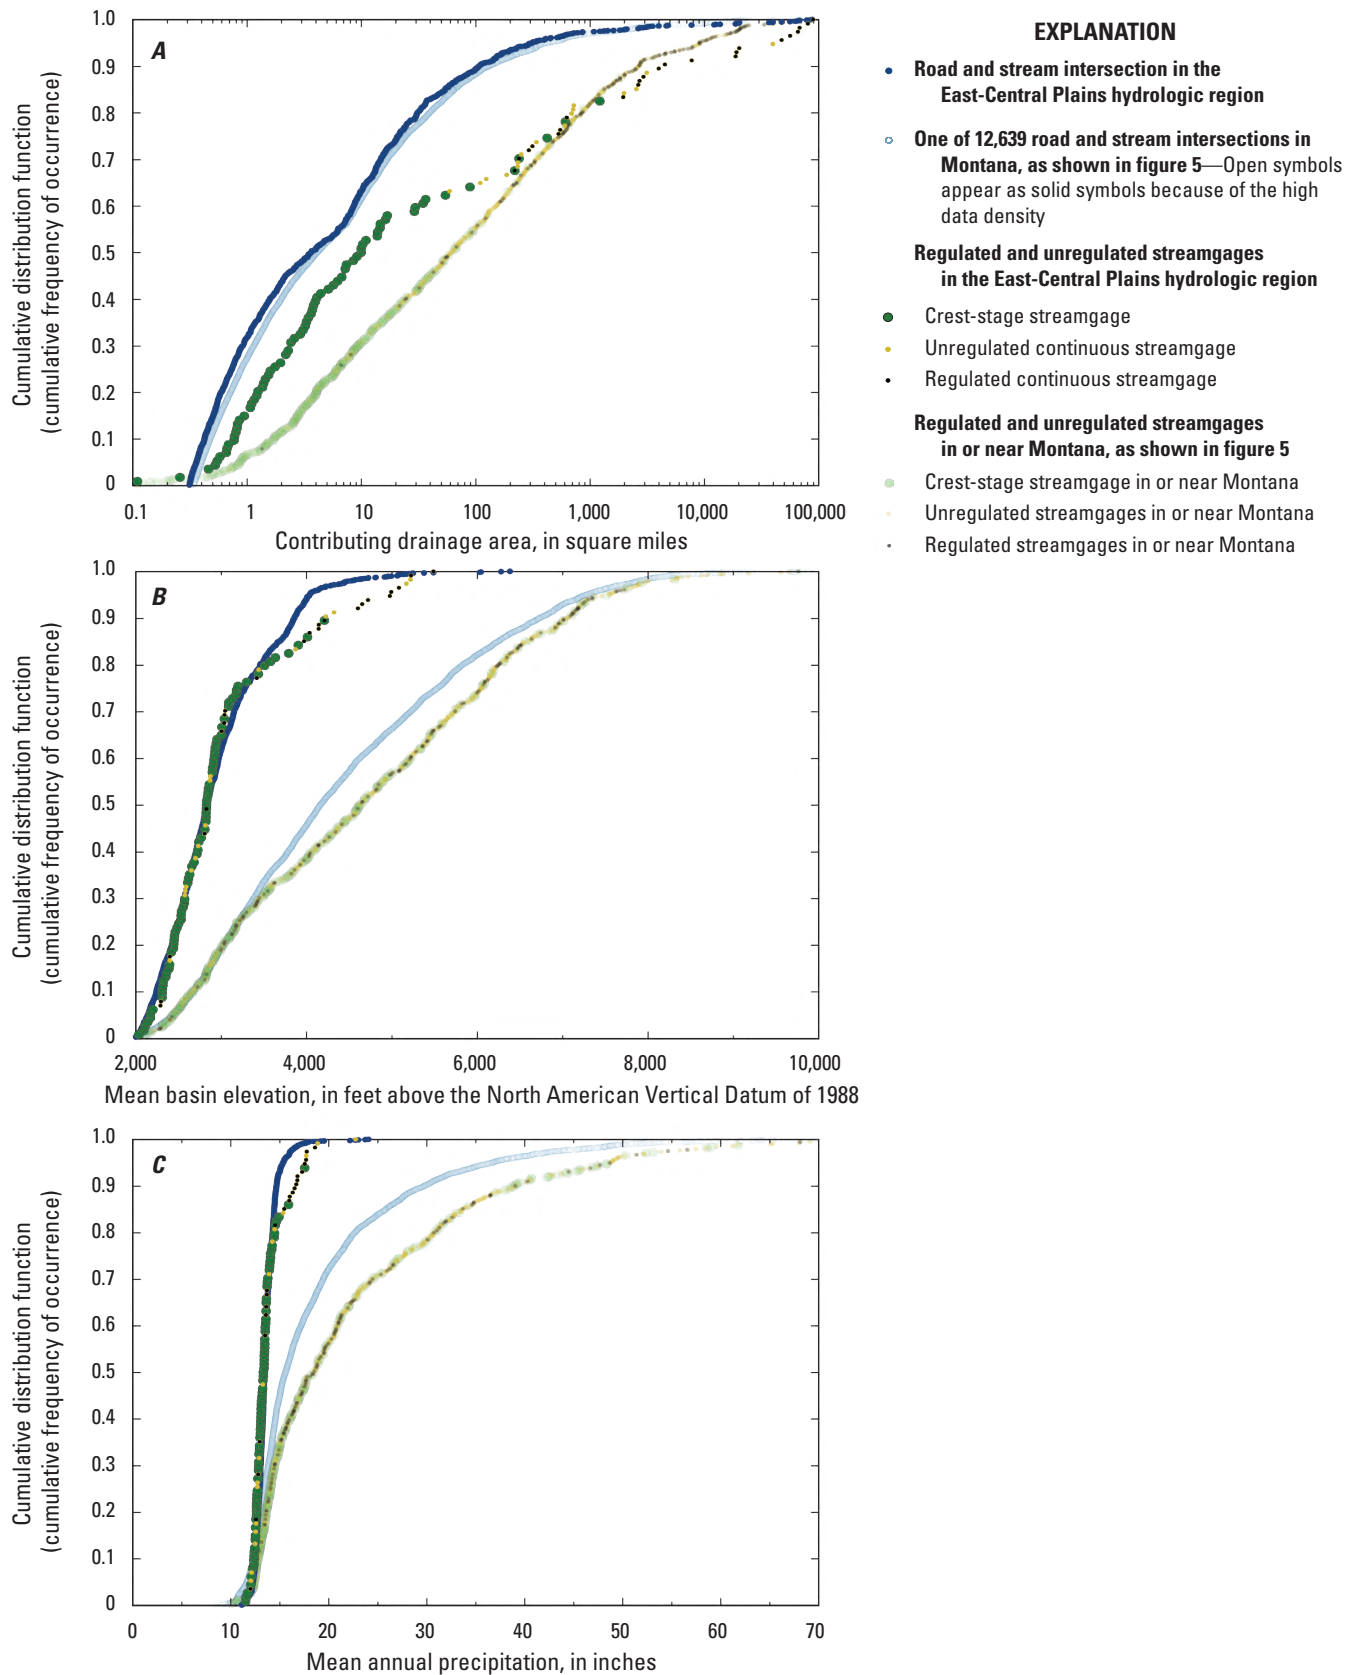 A
1.0
0.9
0.8
0.7
0.6
0.5
0.4
0.3
0.2
0.1
0
Cumulative distribution function
(cumulative frequency of occurrence)
0.1 1 10 100 1,000 10,000 100,000
Contributing drainage area, in square miles
B
1.0
0.9
0.8
0.7
0.6
0.5
0.4
0.3
0.2
0.1
0
Cumulative distribution function
(cumulative frequency of occurrence)
2,000 4,000 6,000 8,000 10,000
Mean basin elevation, in feet above the North American Vertical Datum of 1988
C
1.0
0.9
0.8
0.7
0.6
0.5
0.4
0.3
0.2
0.1
0
Cumulative distribution function
(cumulative frequency of occurrence)
0 10 20 30 40 50 60 70
Mean annual precipitation, in inches
EXPLANATION
Road and stream intersection in the
East-Central Plains hydrologic region
One of 12,639 road and stream intersections in
Montana, as shown in figure 5—Open symbols
appear as solid symbols because of the high
data density
Regulated and unregulated streamgages
in the East-Central Plains hydrologic region
Crest-stage streamgage
Unregulated continuous streamgage
Regulated continuous streamgage
Regulated and unregulated streamgages
in or near Montana, as shown in figure 5
Crest-stage streamgage in or near Montana
Unregulated streamgages in or near Montana
Regulated streamgages in or near Montana